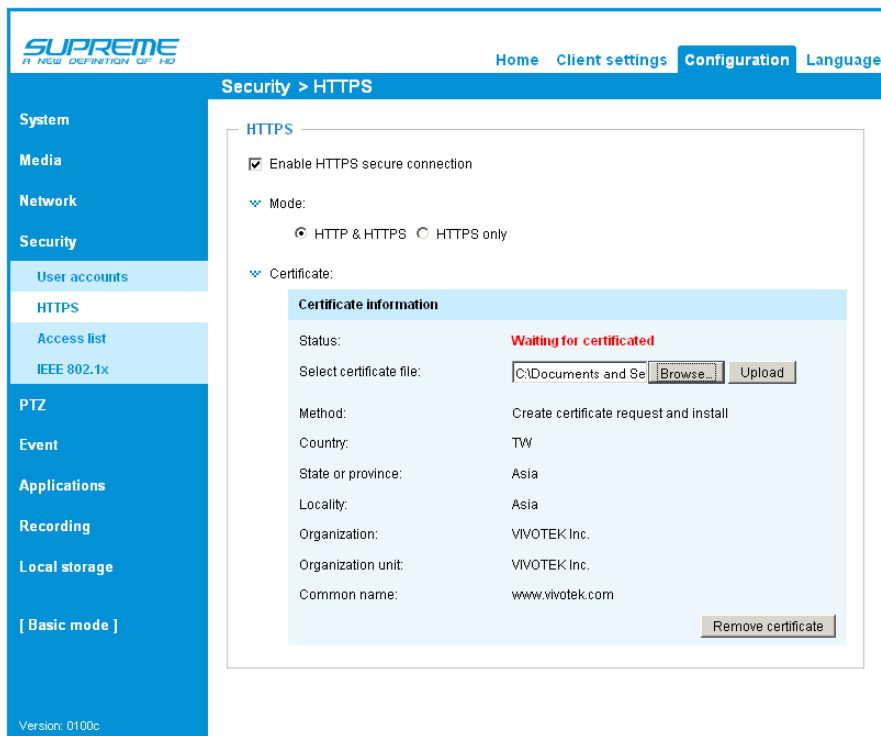 SUPREME
A NEW DEFINITION OF HD
Home Client settings Configuration Language
Security > HTTPS
System
Media
Network
Security
User accounts
HTTPS
Access list
IEEE 802.1x
PTZ
Event
Applications
Recording
Local storage
[ Basic mode ]
Version: 0100c
HTTPS
Enable HTTPS secure connection
Mode:
HTTP & HTTPS HTTPS only
Certificate:
Certificate information
Status: Waiting for certificated
Select certificate file: C:\Documents and Se Browse... Upload
Method: Create certificate request and install
Country: TW
State or province: Asia
Locality: Asia
Organization: VIVOTEK Inc.
Organization unit: VIVOTEK Inc.
Common name: www.vivotek.com
Remove certificate